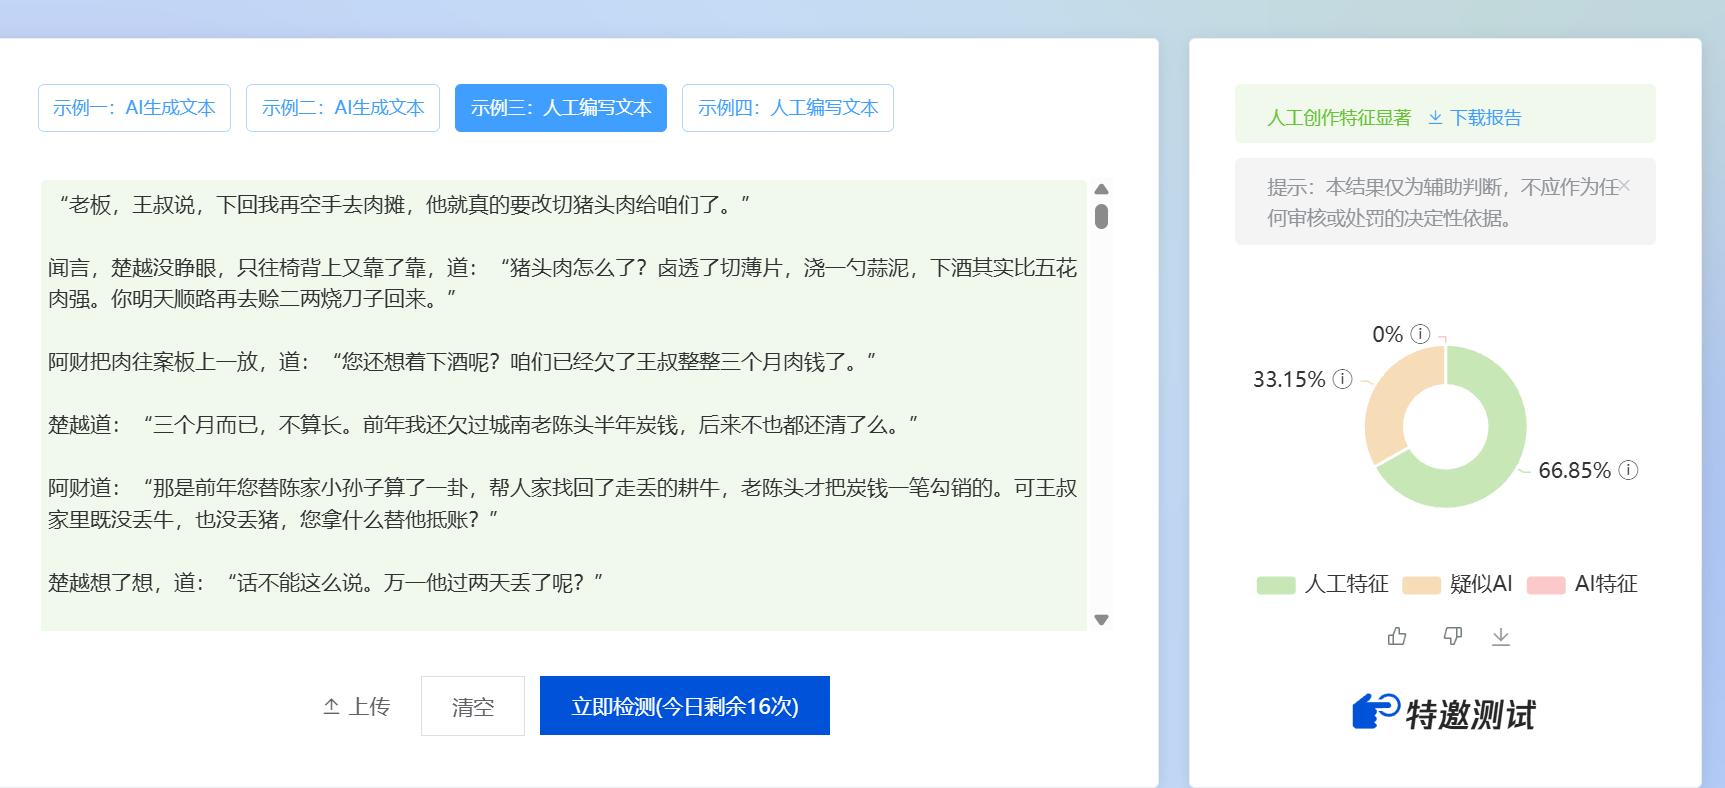 示例一：AI生成文本
示例二：AI生成文本
示例三：人工编写文本
示例四：人工编写文本
“老板，王叔说，下回我再空手去肉摊，他就真的要改切猪头肉给咱们了。”
闻言，楚越没睁眼，只往椅背上又靠了靠，道：“猪头肉怎么了？卤透了切薄片，浇一勺蒜泥，下酒其实比五花
肉强。你明天顺路再去赊二两烧刀子回来。”
阿财把肉往案板上一放，道：“您还想着下酒呢？咱们已经欠了王叔整整三个月肉钱了。”
楚越道：“三个月而已，不算长。前年我还欠过城南老陈头半年炭钱，后来不也都还清了么。”
阿财道：“那是前年您替陈家小孙子算了一卦，帮人家找回了走丢的耕牛，老陈头才把炭钱一笔勾销的。可王叔
家里既没丢牛，也没丢猪，您拿什么替他抵账？”
楚越想了想，道：“话不能这么说。万一他过两天丢了呢？”
上传
清空
立即检测(今日剩余16次)
人工创作特征显著 下载报告
提示：本结果仅为辅助判断，不应作为任
何审核或处罚的决定性依据。
0%
33.15%
66.85%
人工特征 疑似AI AI特征
特邀测试